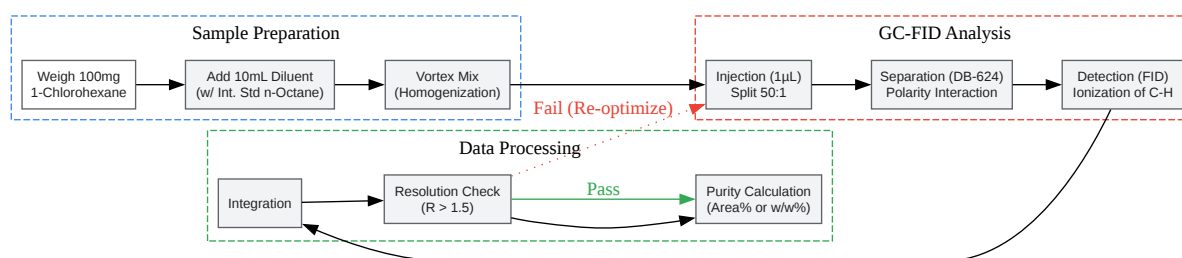 Sample Preparation
Weigh 100mg
1-Chlorohexane
Add 10mL Diluent
(w/ Int. Std n-Octane)
Vortex Mix
(Homogenization)
GC-FID Analysis
Injection (1µL)
Split 50:1
Separation (DB-624)
Polarity Interaction
Detection (FID)
Ionization of C-H
Fail (Re-optimize)
Data Processing
Integration
Resolution Check
(R > 1.5)
Pass
Purity Calculation
(Area% or w/w%)